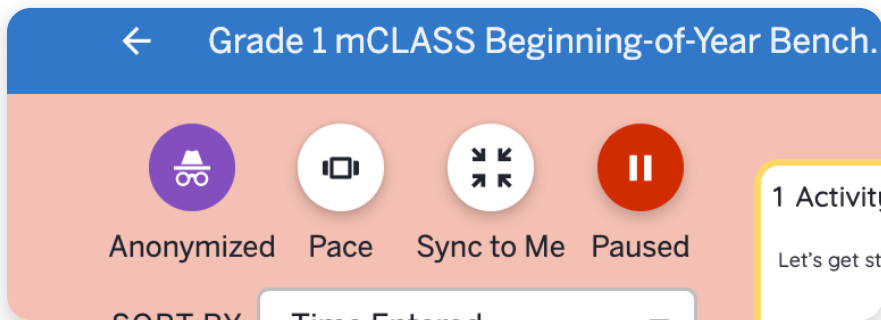 Grade 1 mCLASS Beginning-of-Year Bench.
Anonymized Pace Sync to Me Paused
1 Activity
Let's get st
SORT BY Time Entered